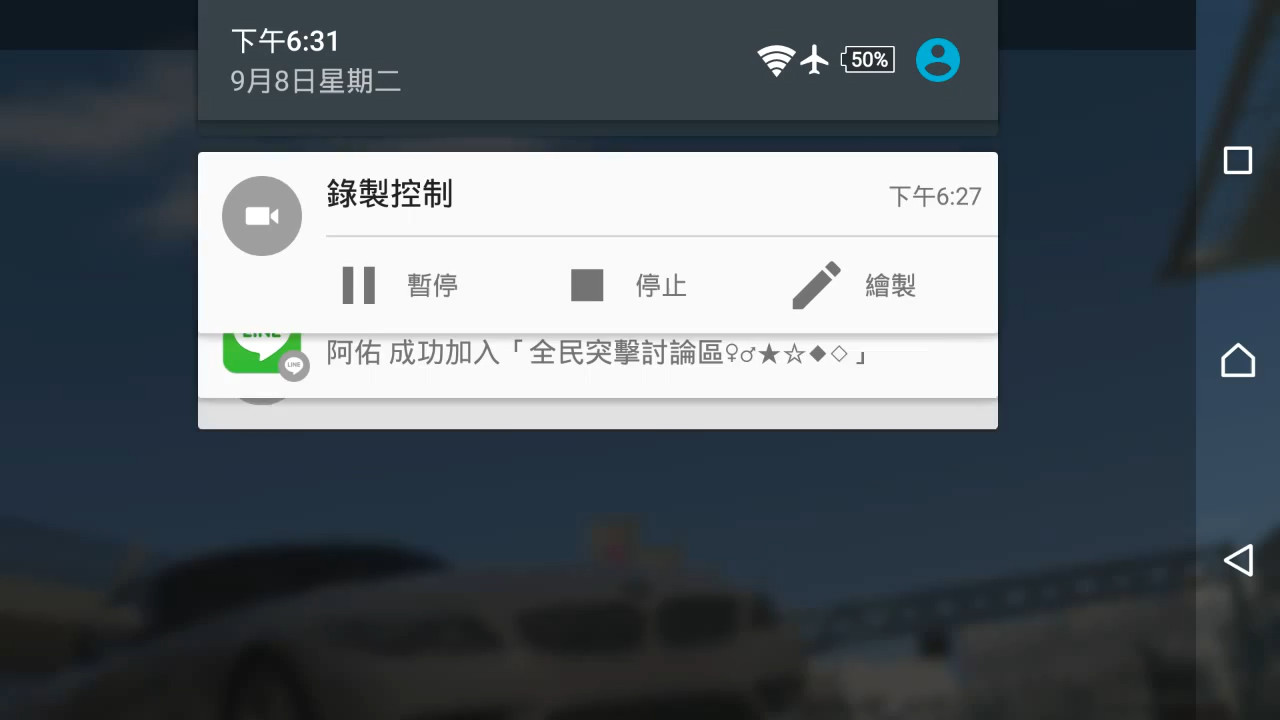 下午6:31
50%
9月8日星期二
錄製控制
下午6:27
暫停
停止
繪製
LINE
阿佑 成功加入「全民突擊討論區♀♂★☆◆◇」
LINE